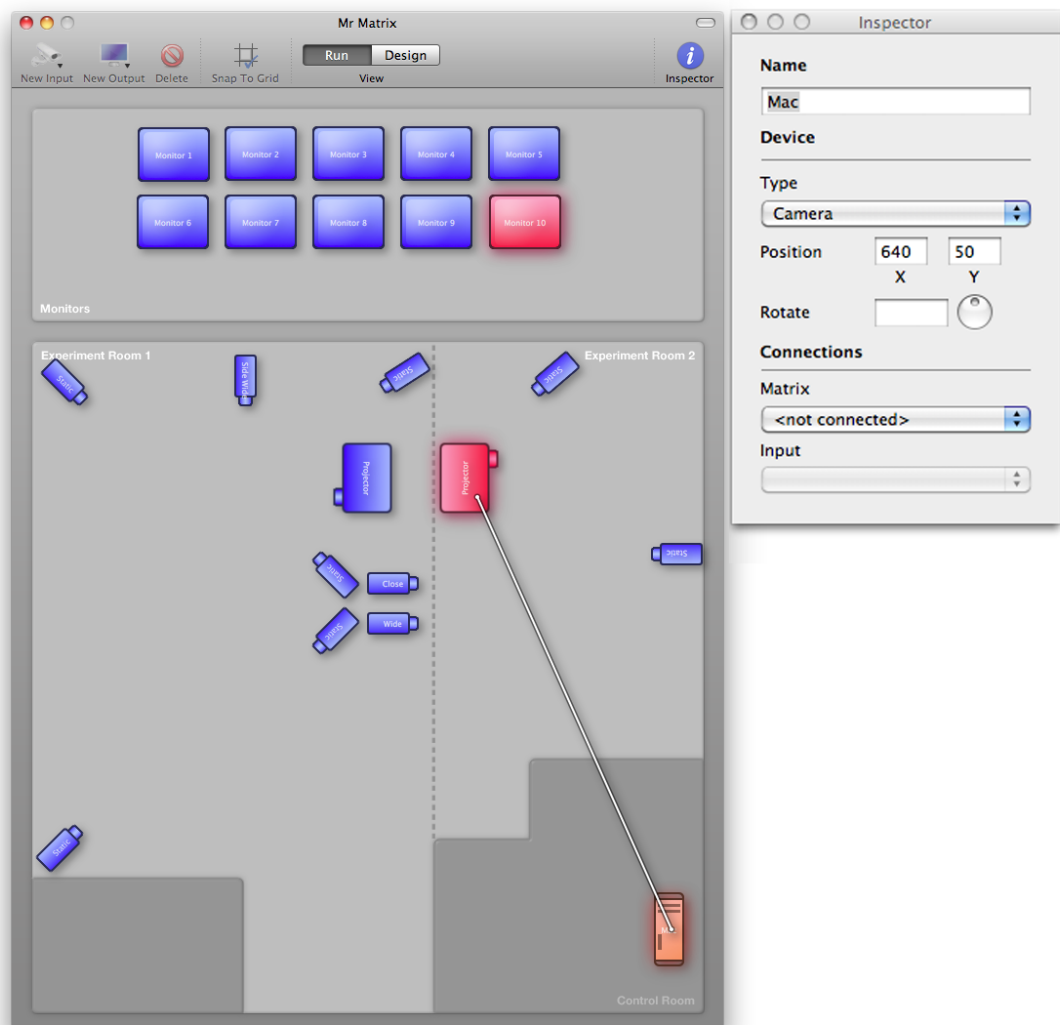 Mr Matrix
New Input
New Output
Delete
Snap To Grid
Run
Design
View
Inspector
Monitor 1
Monitor 2
Monitor 3
Monitor 4
Monitor 5
Monitor 6
Monitor 7
Monitor 8
Monitor 9
Monitor 10
Monitors
Experiment Room 1
Experiment Room 2
Static
Side Wide
Static
Static
Projector
Projector
Static
Static
Close
Static
Wide
Static
Control Room
Inspector
Name
Mac
Device
Type
Camera
Position
640
50
X
Y
Rotate
Connections
Matrix
<not connected>
Input